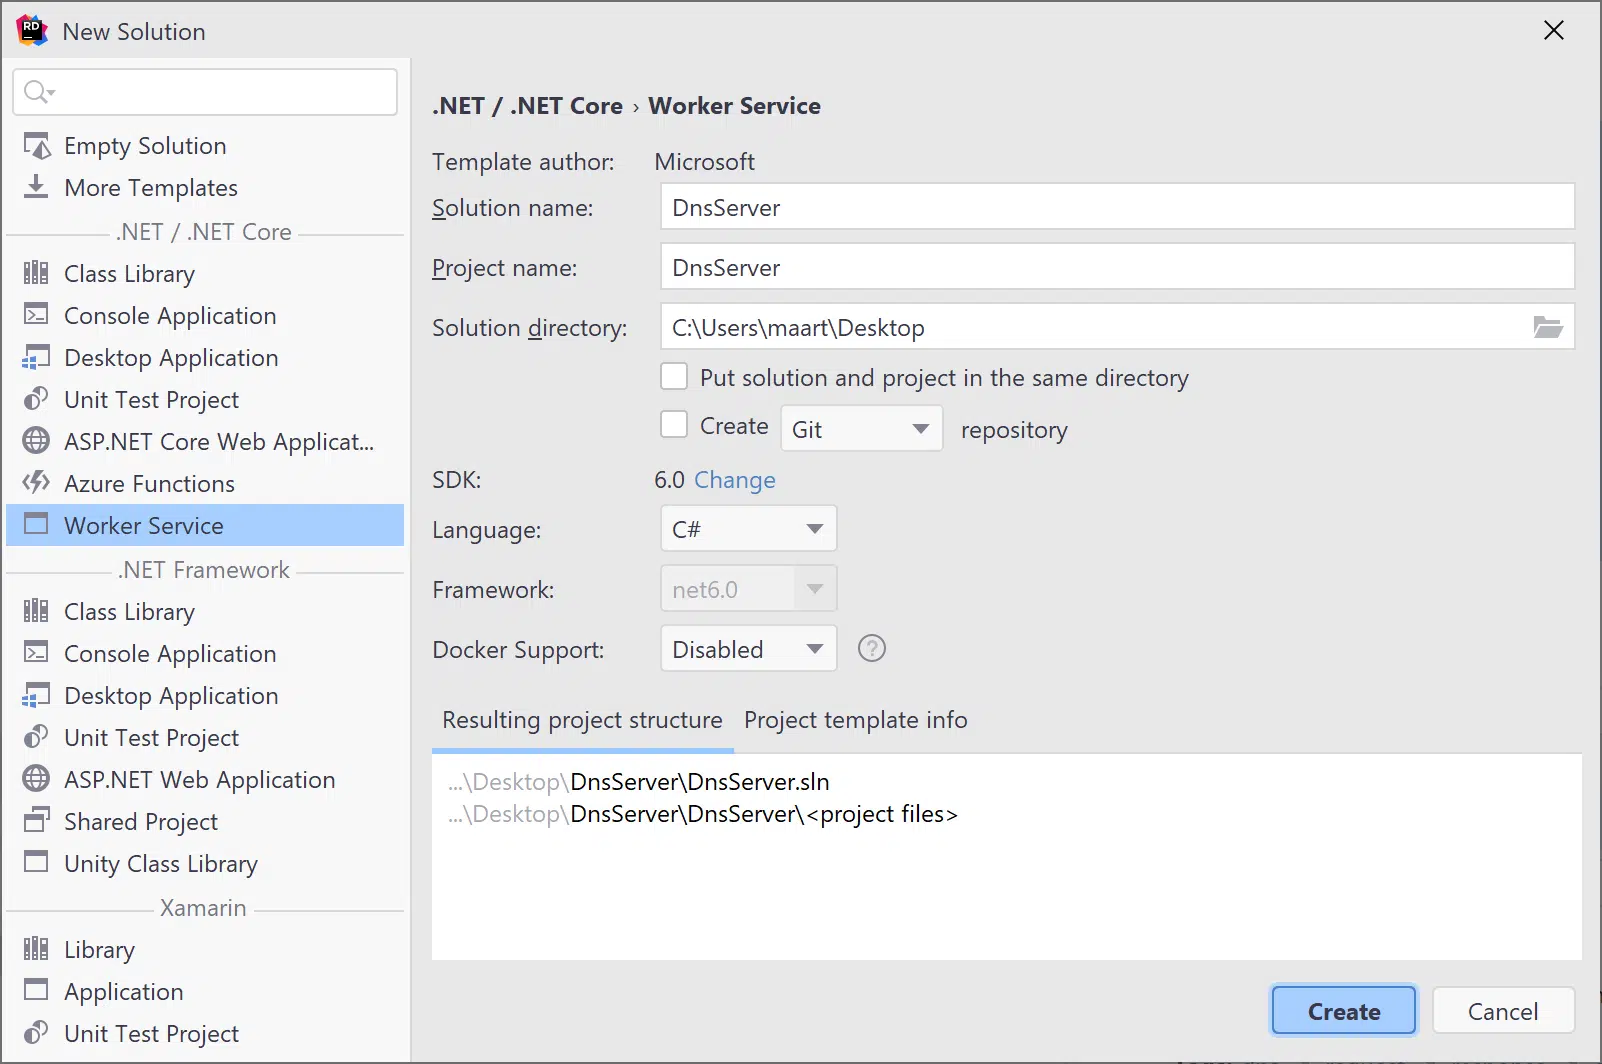 RD
New Solution
Empty Solution
More Templates
.NET / .NET Core
Class Library
Console Application
Desktop Application
Unit Test Project
ASP.NET Core Web Applicat...
Azure Functions
Worker Service
.NET Framework
Class Library
Console Application
Desktop Application
Unit Test Project
ASP.NET Web Application
Shared Project
Unity Class Library
Xamarin
Library
Application
Unit Test Project
.NET / .NET Core › Worker Service
Template author: Microsoft
Solution name: DnsServer
Project name: DnsServer
Solution directory: C:\Users\maart\Desktop
Put solution and project in the same directory
Create Git repository
SDK: 6.0 Change
Language: C#
Framework: net6.0
Docker Support: Disabled ?
Resulting project structure Project template info
...\Desktop\DnsServer\DnsServer.sln
...\Desktop\DnsServer\DnsServer\<project files>
Create Cancel